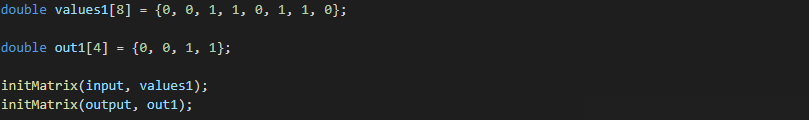 double values1[8] = {0, 0, 1, 1, 0, 1, 1, 0};
double out1[4] = {0, 0, 1, 1};
initMatrix(input, values1);
initMatrix(output, out1);